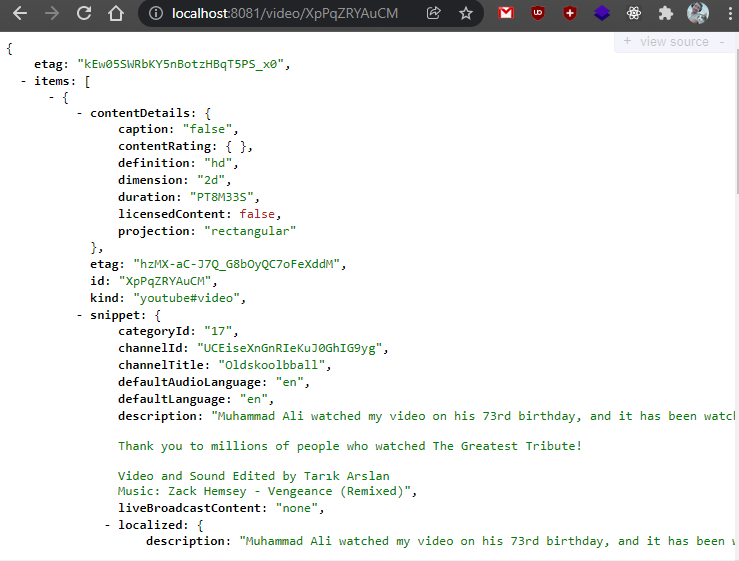 localhost:8081/video/XpPqZRYAuCM
+ view source -
{
etag: "kEw05SWRbKY5nBotzHBqT5PS_x0",
- items: [
- {
- contentDetails: {
caption: "false",
contentRating: { },
definition: "hd",
dimension: "2d",
duration: "PT8M33S",
licensedContent: false,
projection: "rectangular"
},
etag: "hzMX-aC-J7Q_G8bOyQC7oFeXddM",
id: "XpPqZRYAuCM",
kind: "youtube#video",
- snippet: {
categoryId: "17",
channelId: "UCEiseXnGnRIeKuJ0GhIG9yg",
channelTitle: "Oldskoolbball",
defaultAudioLanguage: "en",
defaultLanguage: "en",
description: "Muhammad Ali watched my video on his 73rd birthday, and it has been watch
Thank you to millions of people who watched The Greatest Tribute!
Video and Sound Edited by Tarık Arslan
Music: Zack Hemsey - Vengeance (Remixed)",
liveBroadcastContent: "none",
- localized: {
description: "Muhammad Ali watched my video on his 73rd birthday, and it has been w